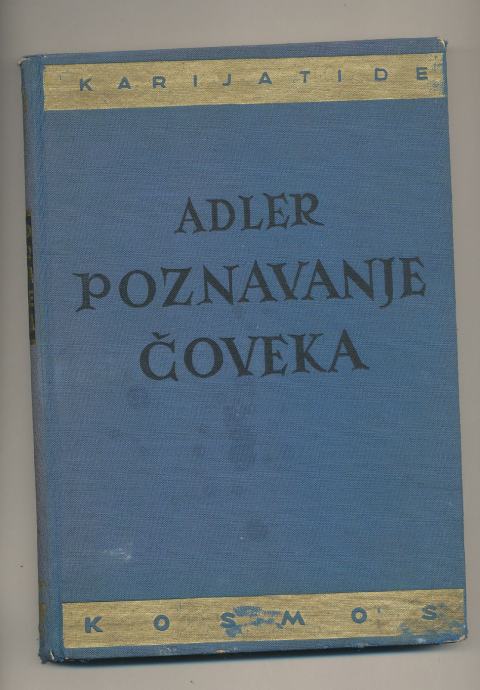 KARIJATIDE
ADLER
POZNAVANJE
ČOVEKA
KOSMOS